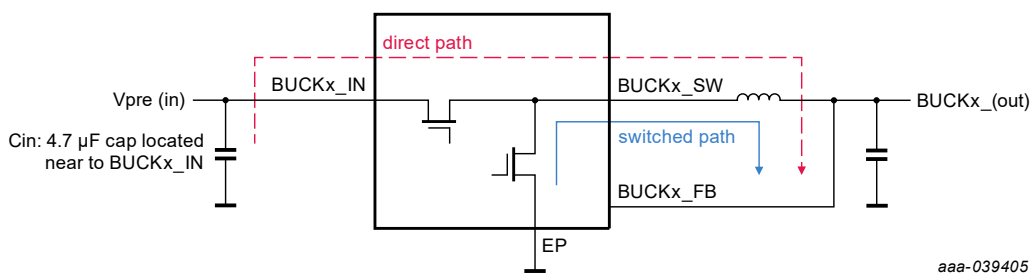 direct path
Vpre (in)
BUCKx_IN
BUCKx_SW
BUCKx_(out)
Cin: 4.7 µF cap located
near to BUCKx_IN
switched path
BUCKx_FB
EP
aaa-039405